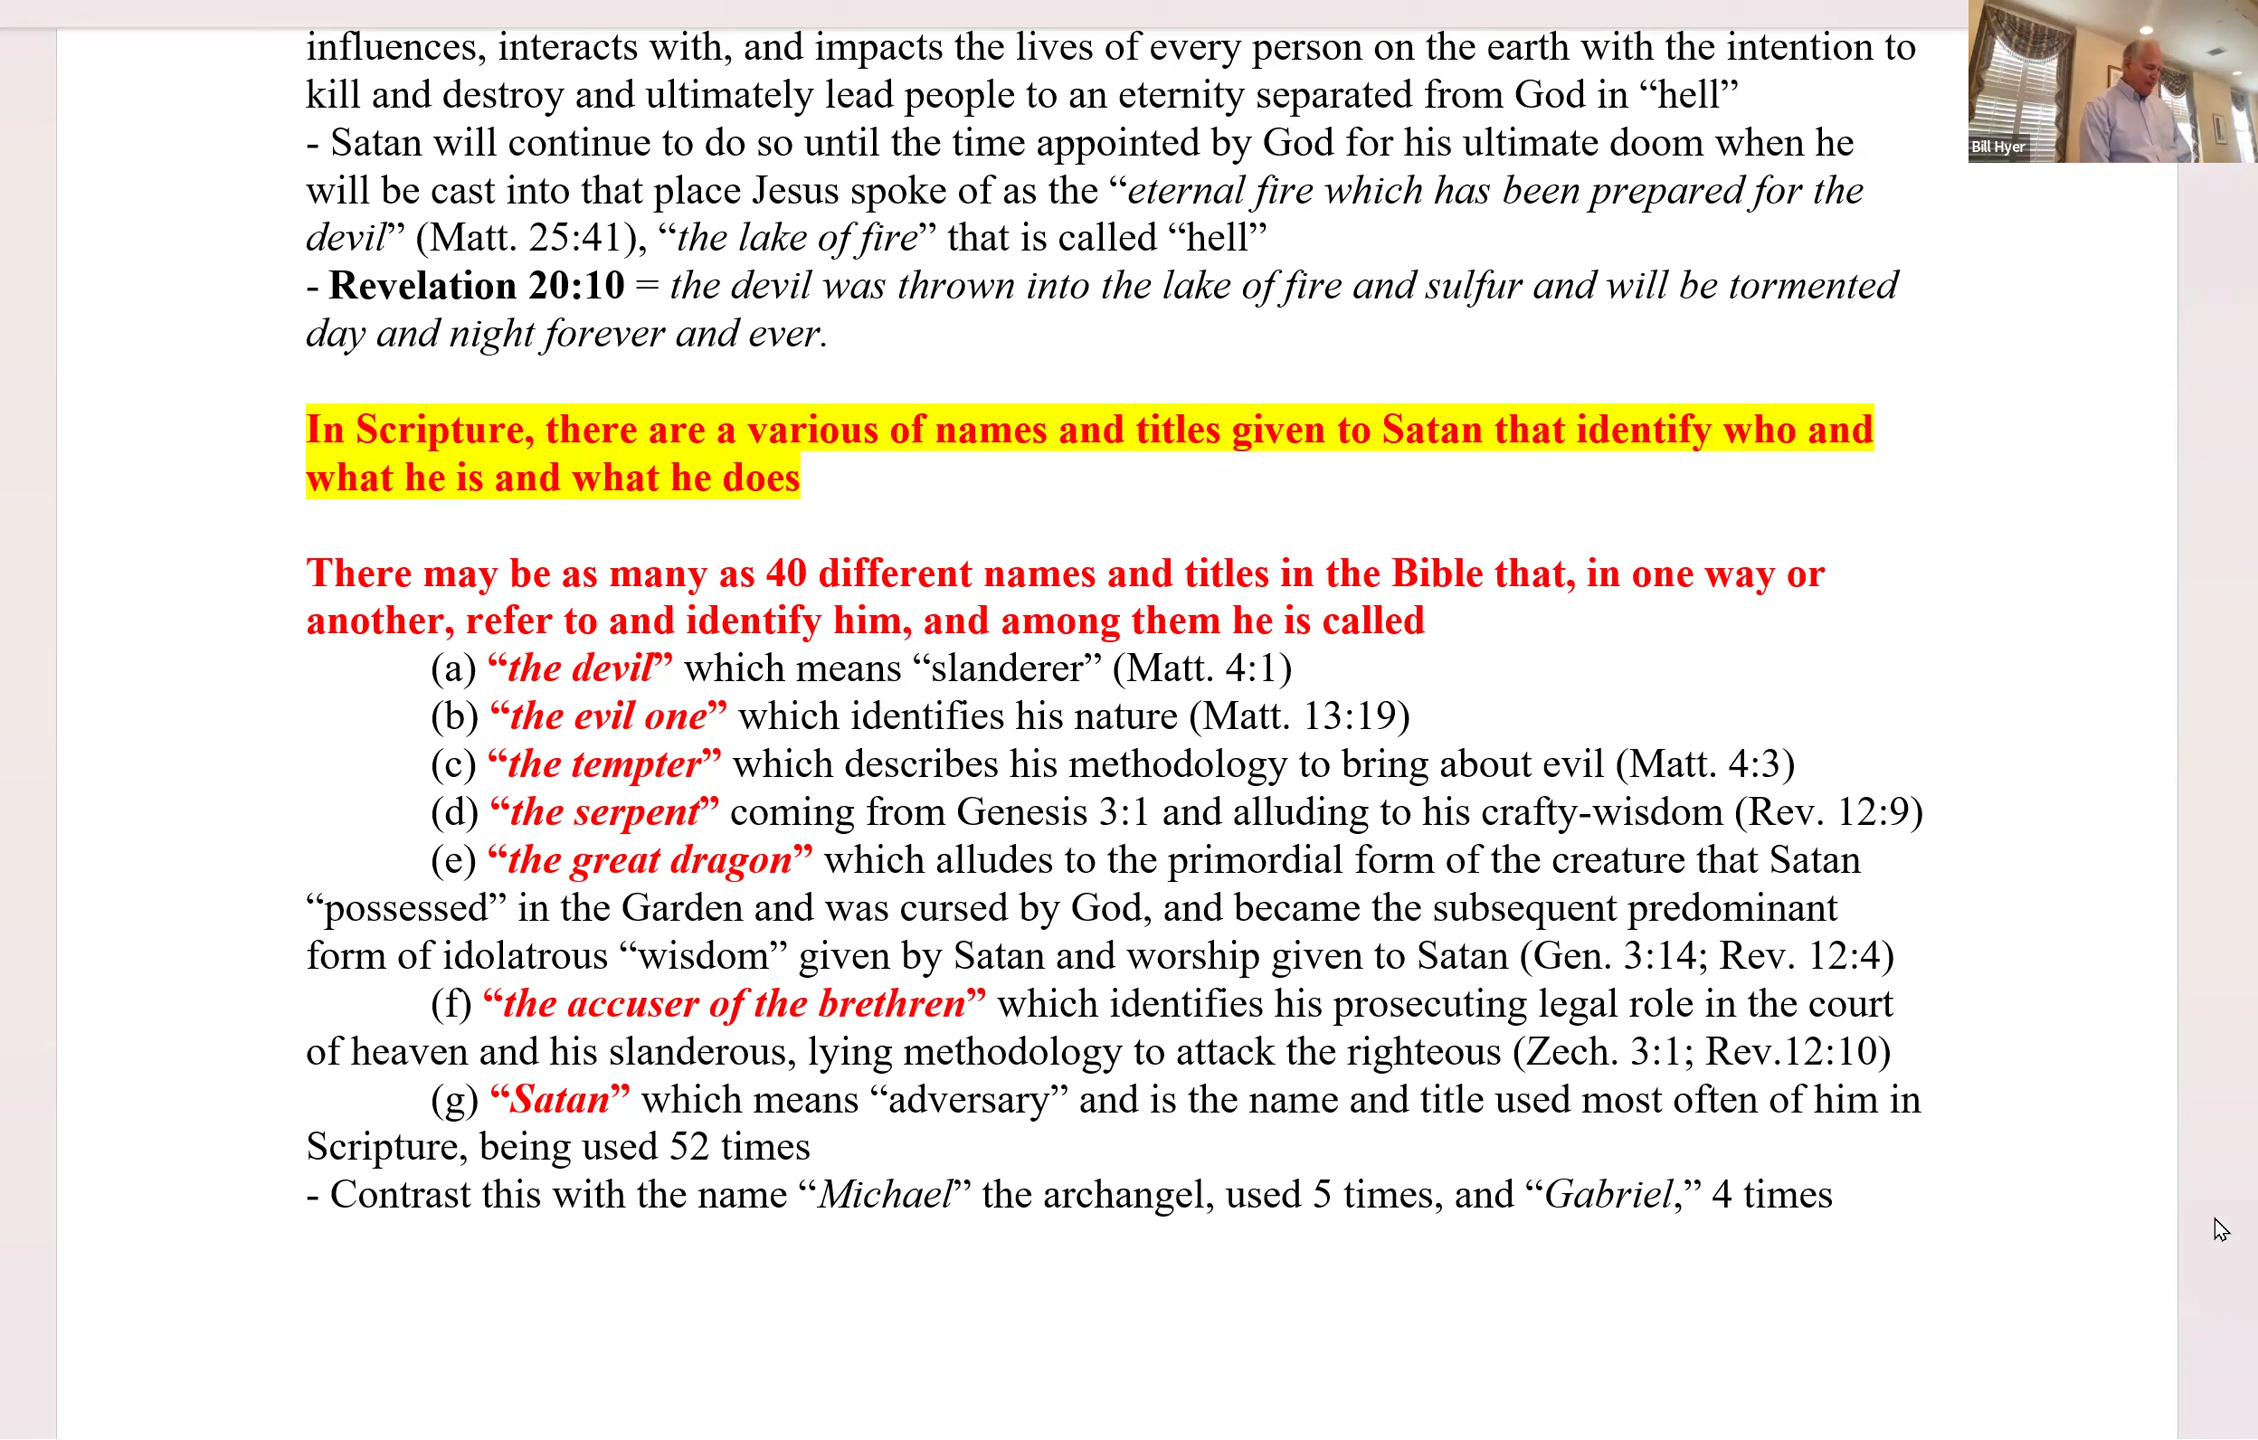 influences, interacts with, and impacts the lives of every person on the earth with the intention to
kill and destroy and ultimately lead people to an eternity separated from God in “hell”
- Satan will continue to do so until the time appointed by God for his ultimate doom when he
will be cast into that place Jesus spoke of as the “eternal fire which has been prepared for the
devil” (Matt. 25:41), “the lake of fire” that is called “hell”
- Revelation 20:10 = the devil was thrown into the lake of fire and sulfur and will be tormented
day and night forever and ever.
In Scripture, there are a various of names and titles given to Satan that identify who and
what he is and what he does
There may be as many as 40 different names and titles in the Bible that, in one way or
another, refer to and identify him, and among them he is called
(a) “the devil” which means “slanderer” (Matt. 4:1)
(b) “the evil one” which identifies his nature (Matt. 13:19)
(c) “the tempter” which describes his methodology to bring about evil (Matt. 4:3)
(d) “the serpent” coming from Genesis 3:1 and alluding to his crafty-wisdom (Rev. 12:9)
(e) “the great dragon” which alludes to the primordial form of the creature that Satan
“possessed” in the Garden and was cursed by God, and became the subsequent predominant
form of idolatrous “wisdom” given by Satan and worship given to Satan (Gen. 3:14; Rev. 12:4)
(f) “the accuser of the brethren” which identifies his prosecuting legal role in the court
of heaven and his slanderous, lying methodology to attack the righteous (Zech. 3:1; Rev.12:10)
(g) “Satan” which means “adversary” and is the name and title used most often of him in
Scripture, being used 52 times
- Contrast this with the name “Michael” the archangel, used 5 times, and “Gabriel,” 4 times
Bill Hyer